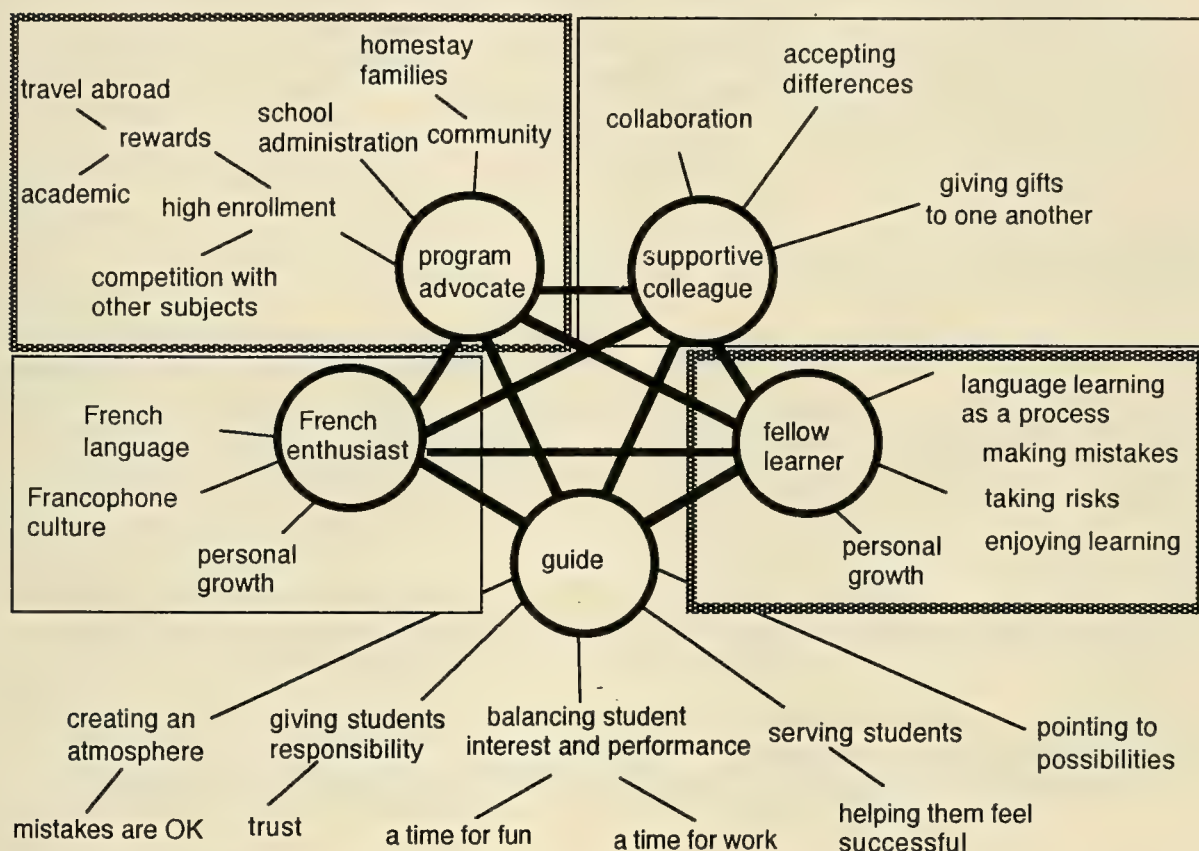 homestay
families
travel abroad
school
administration
community
rewards
academic
high enrollment
competition with
other subjects
program
advocate
accepting
differences
collaboration
giving gifts
to one another
supportive
colleague
French
language
Francophone
culture
personal
growth
French
enthusiast
language learning
as a process
making mistakes
taking risks
enjoying learning
personal
growth
fellow
learner
guide
creating an
atmosphere
mistakes are OK
giving students
responsibility
trust
balancing student
interest and performance
a time for fun
a time for work
serving students
helping them feel
successful
pointing to
possibilities